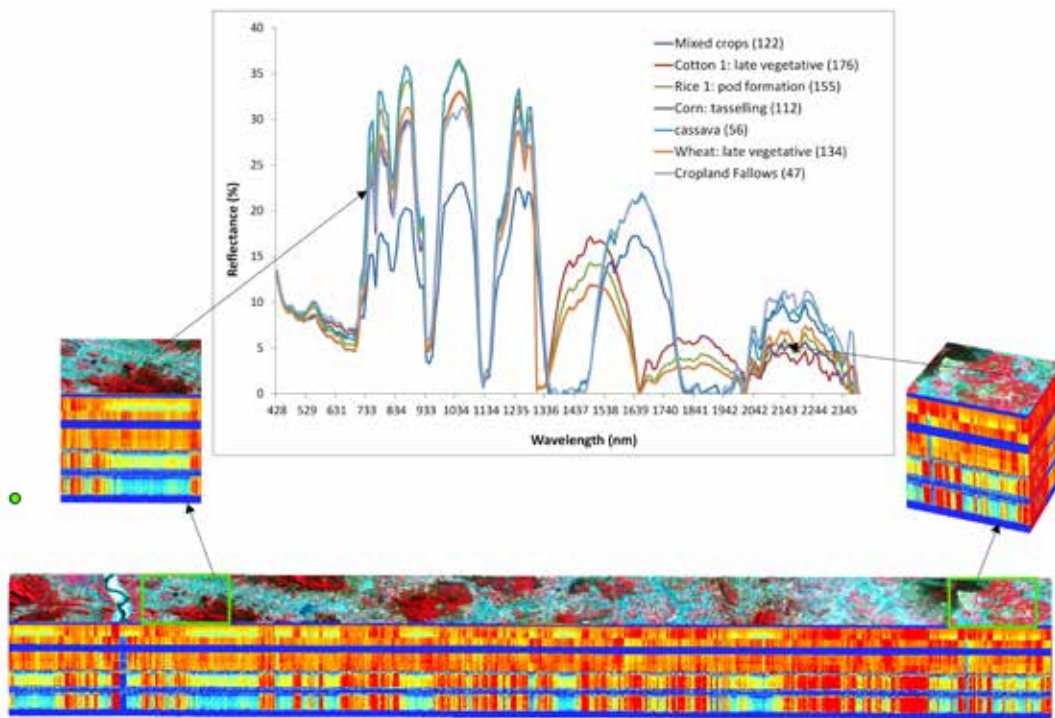 40
35
30
25
20
15
10
5
0
Reflectance (%)
Mixed crops (122)
Cotton 1: late vegetative (176)
Rice 1: pod formation (155)
Corn: tasselling (112)
cassava (56)
Wheat: late vegetative (134)
Cropland Fallows (47)
428 529 631 733 834 933 1034 1134 1235 1336 1437 1538 1639 1740 1841 1942 2042 2143 2244 2345
Wavelength (nm)